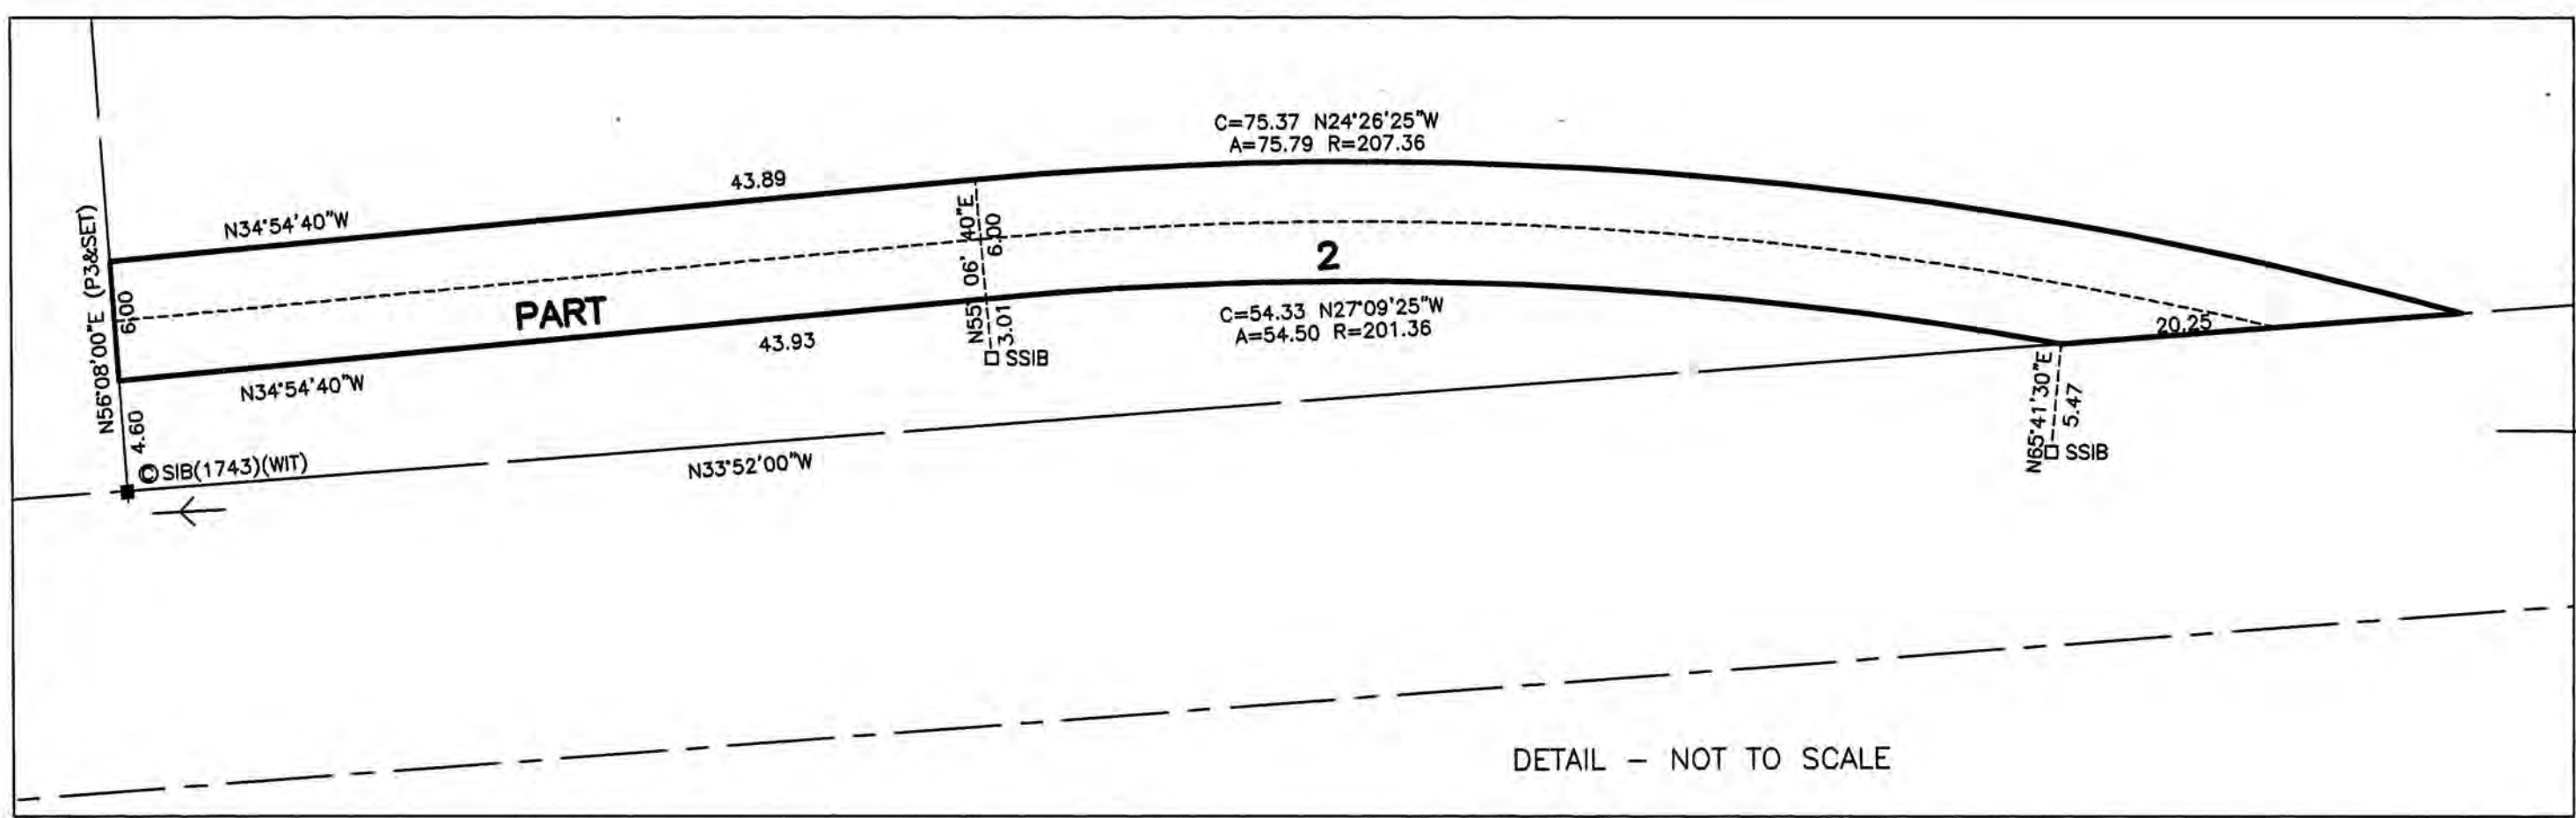 C=75.37 N24°26'25"W
A=75.79 R=207.36
43.89
N34°54'40"W
N56°08'00"E (P3&SET)
6.00
N55° 06' 40"E
6.00
2
PART
C=54.33 N27°09'25"W
A=54.50 R=201.36
20.25
43.93
3.01
SSIB
N34°54'40"W
4.60
N65°41'30"E
5.47
SSIB
©SIB(1743)(WIT)
N33°52'00"W
DETAIL – NOT TO SCALE